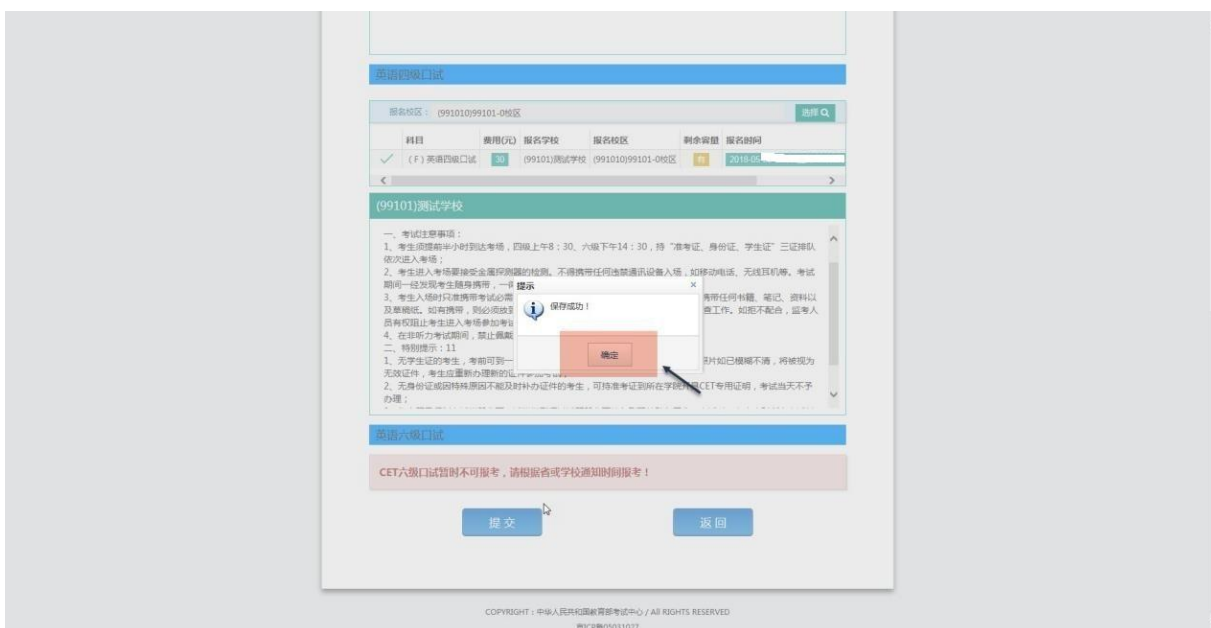 英语四级口试
报名校区： (991010)99101-0校区 选择
科目 费用(元) 报名学校 报名校区 剩余容量 报名时间
( F ) 英语四级口试 30 (99101)测试学校 (991010)99101-0校区 有 2018-05
(99101)测试学校
一、考试注意事项：
1、考生须提前半小时到达考场，四级上午8：30，六级下午14：30，持“准考证、身份证、学生证”三证排队
依次进入考场；
2、考生进入考场要接受金属探测器的检测。不得携带任何违禁通讯设备入场，如移动电话、无线耳机等。考试
期间一经发现考生随身携带，一
3、考生入场时只准携带考试必需 携带任何书籍、笔记、资料以
及草稿纸。如有携带，则必须放到 查工作。如拒不配合，监考人
员有权阻止考生进入考场参加考试
4、在非听力考试期间，禁止佩戴
二、特别提示：11
1、无学生证的考生，考前可到一 照片如已模糊不清，将被视为
无效证件，考生应重新办理新的证
2、无身份证或因特殊原因不能及时补办证件的考生，可持准考证到所在学院开具CET专用证明，考试当天不予
办理；
提示 ×
保存成功！
确定
英语六级口试
CET六级口试暂时不可报考，请根据省或学校通知时间报考！
提 交 返 回
COPYRIGHT：中华人民共和国教育部考试中心 / All RIGHTS RESERVED